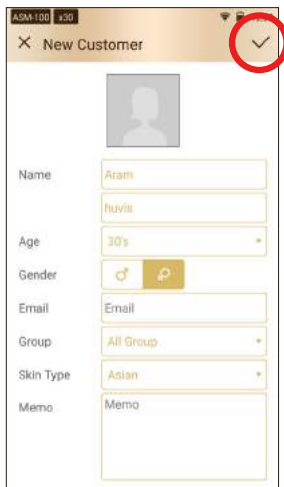 ASM-100 x30
New Customer
Name Aram
huvis
Age 30's
Gender
Email Email
Group All Group
Skin Type Asian
Memo Memo